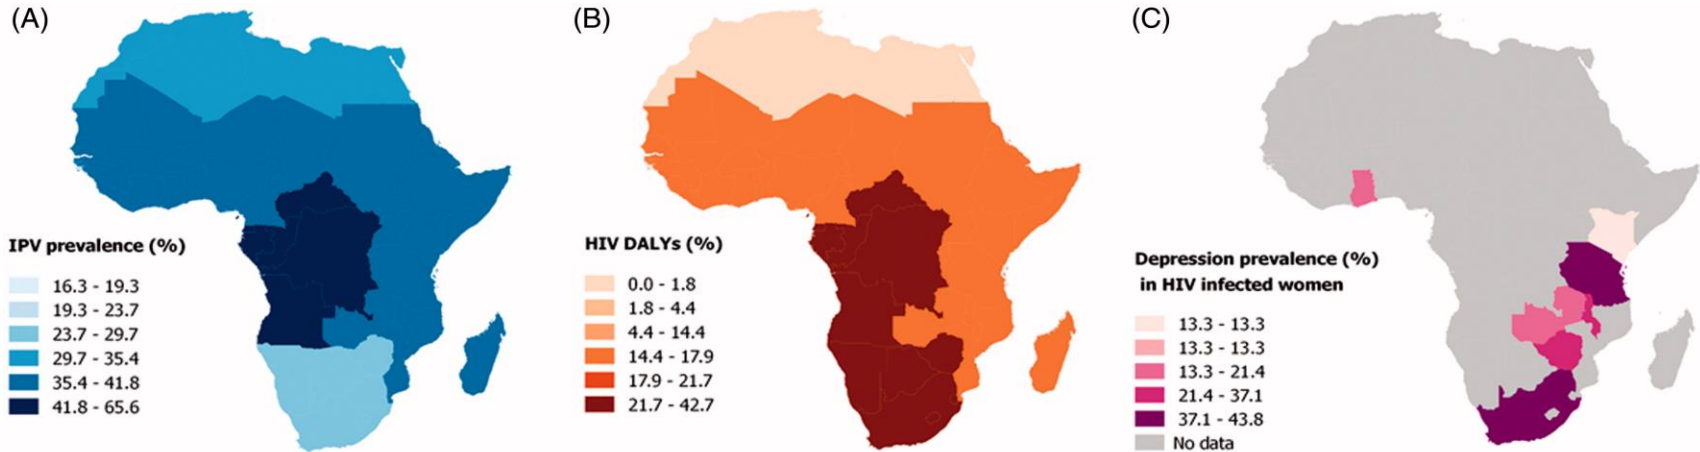 (A)
IPV prevalence (%)
16.3 - 19.3
19.3 - 23.7
23.7 - 29.7
29.7 - 35.4
35.4 - 41.8
41.8 - 65.6
(B)
HIV DALYs (%)
0.0 - 1.8
1.8 - 4.4
4.4 - 14.4
14.4 - 17.9
17.9 - 21.7
21.7 - 42.7
(C)
Depression prevalence (%)
in HIV infected women
13.3 - 13.3
13.3 - 13.3
13.3 - 21.4
21.4 - 37.1
37.1 - 43.8
No data